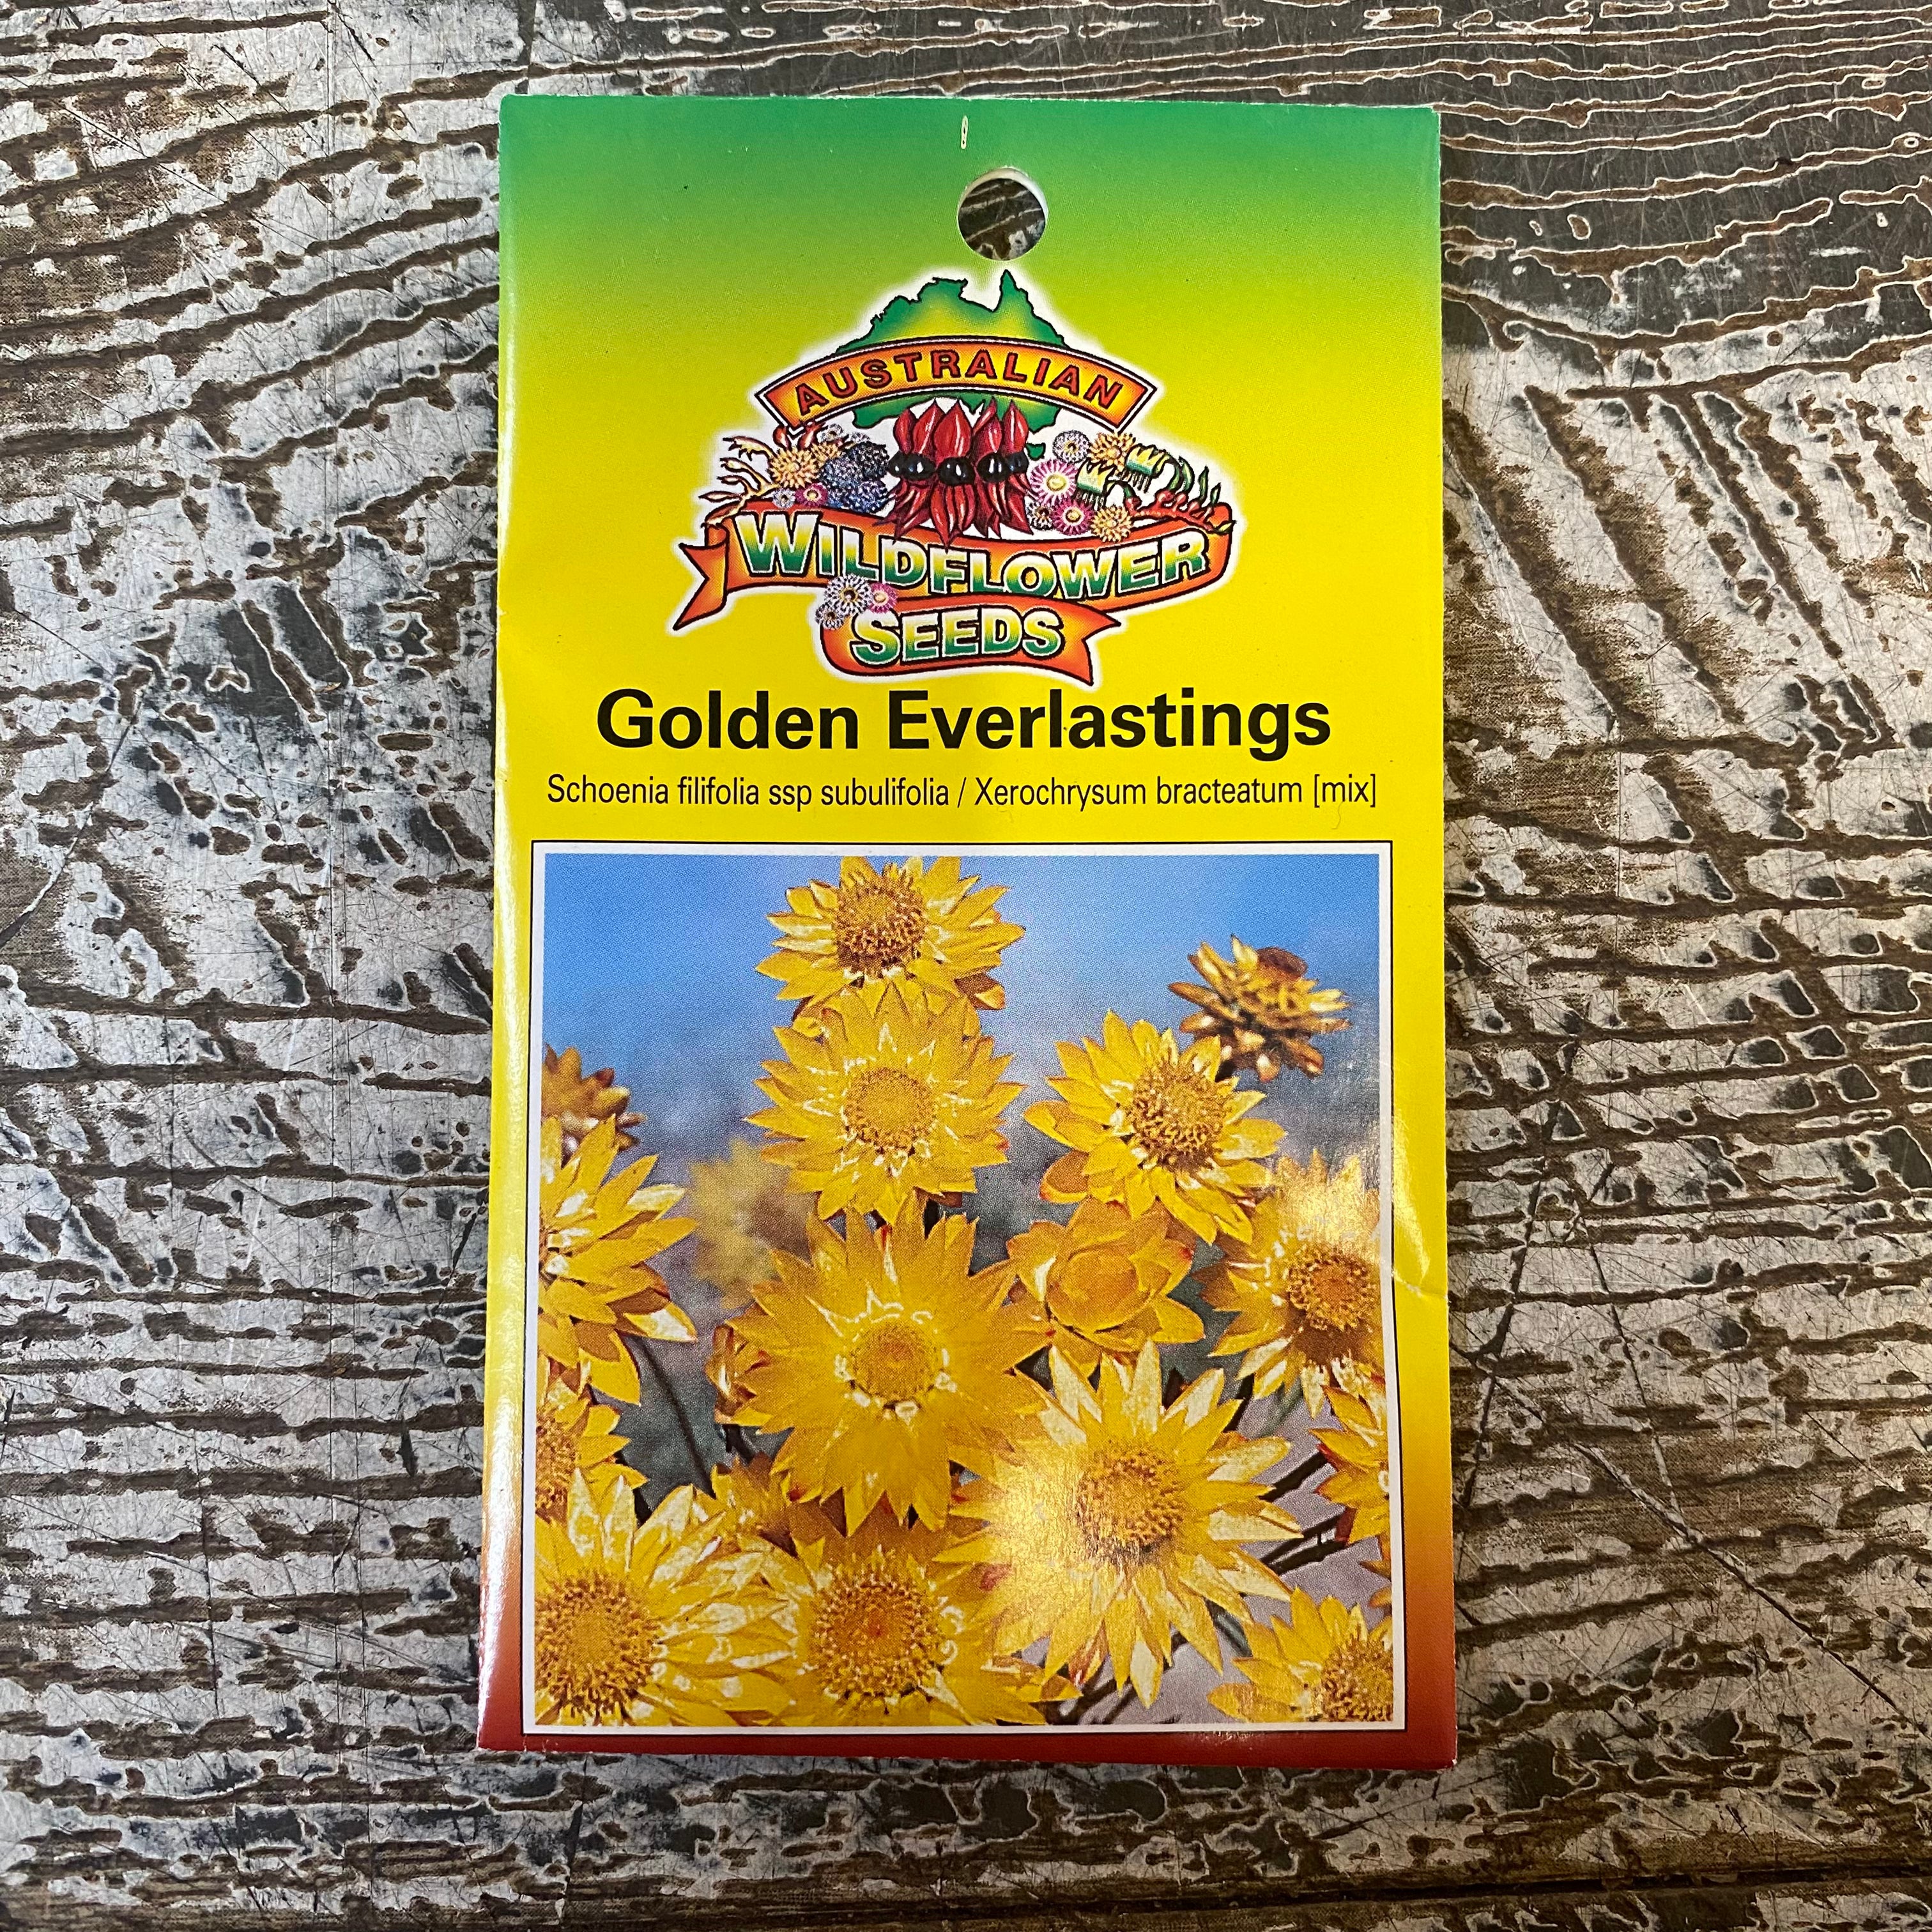 AUSTRALIAN
WILDFLOWER
SEEDS
Golden Everlastings
Schoenia filifolia ssp subulifolia / Xerochrysum bracteatum [mix]